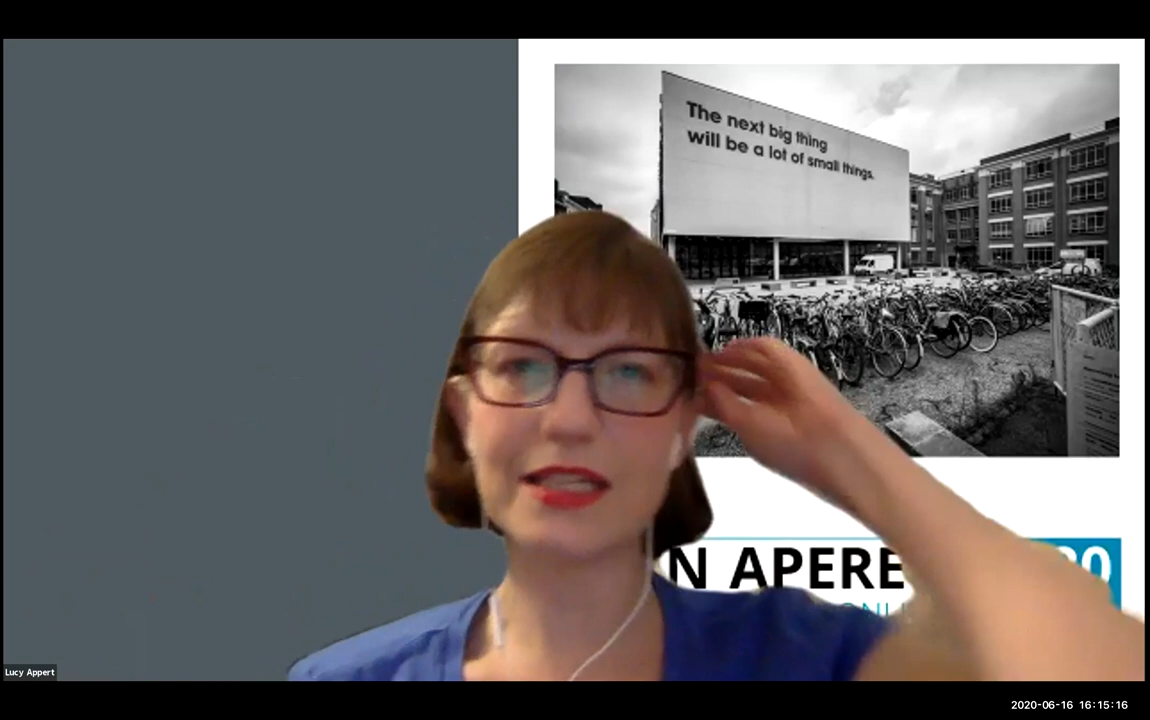 The next big thing
will be a lot of small things.
N APERE
Lucy Appert
2020-06-16 16:15:16